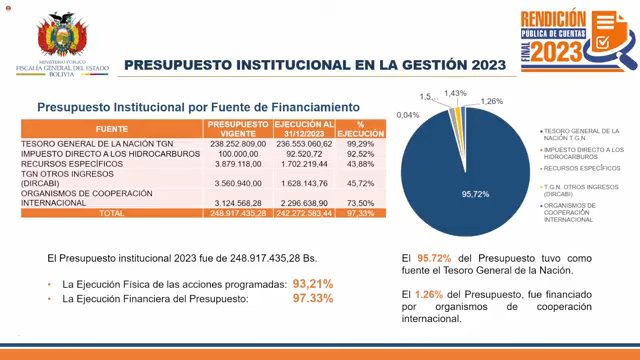 MINISTERIO PÚBLICO
FISCALÍA GENERAL DEL ESTADO
BOLIVIA
PRESUPUESTO INSTITUCIONAL EN LA GESTIÓN 2023
RENDICIÓN
PÚBLICA DE CUENTAS
FINAL
2023
Presupuesto Institucional por Fuente de Financiamiento
FUENTE PRESUPUESTO VIGENTE EJECUCIÓN AL 31/12/2023 % EJECUCIÓN
TESORO GENERAL DE LA NACIÓN TGN 238.252.809,00 236.553.060,62 99,29%
IMPUESTO DIRECTO A LOS HIDROCARBUROS 100.000,00 92.520,72 92,52%
RECURSOS ESPECÍFICOS 3.879.118,00 1.702.219,44 43,88%
TGN OTROS INGRESOS
(DIRCABI) 3.560.940,00 1.628.143,76 45,72%
ORGANISMOS DE COOPERACIÓN
INTERNACIONAL 3.124.568,28 2.296.638,90 73,50%
TOTAL 248.917.435,28 242.272.583,44 97,33%
0,04%
1.5...
1,43%
1,26%
95,72%
TESORO GENERAL DE LA
NACIÓN T.G.N.
IMPUESTO DIRECTO A LOS
HIDROCARBUROS
RECURSOS ESPECÍFICOS
T.G.N. OTROS INGRESOS
(DIRCABI)
ORGANISMOS DE
COOPERACIÓN
INTERNACIONAL
El Presupuesto institucional 2023 fue de 248.917.435,28 Bs.
• La Ejecución Física de las acciones programadas: 93,21%
• La Ejecución Financiera del Presupuesto: 97.33%
El 95.72% del Presupuesto tuvo como
fuente el Tesoro General de la Nación.
El 1.26% del Presupuesto, fue financiado
por organismos de cooperación
internacional.